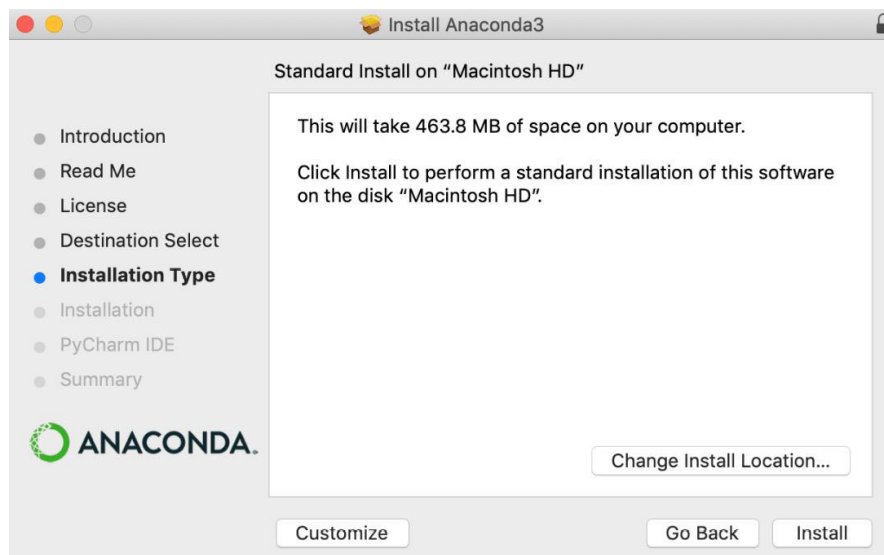 Install Anaconda3
Standard Install on “Macintosh HD”
Introduction
Read Me
License
Destination Select
Installation Type
Installation
PyCharm IDE
Summary
ANACONDA.
This will take 463.8 MB of space on your computer.
Click Install to perform a standard installation of this software
on the disk “Macintosh HD”.
Change Install Location...
Customize
Go Back
Install